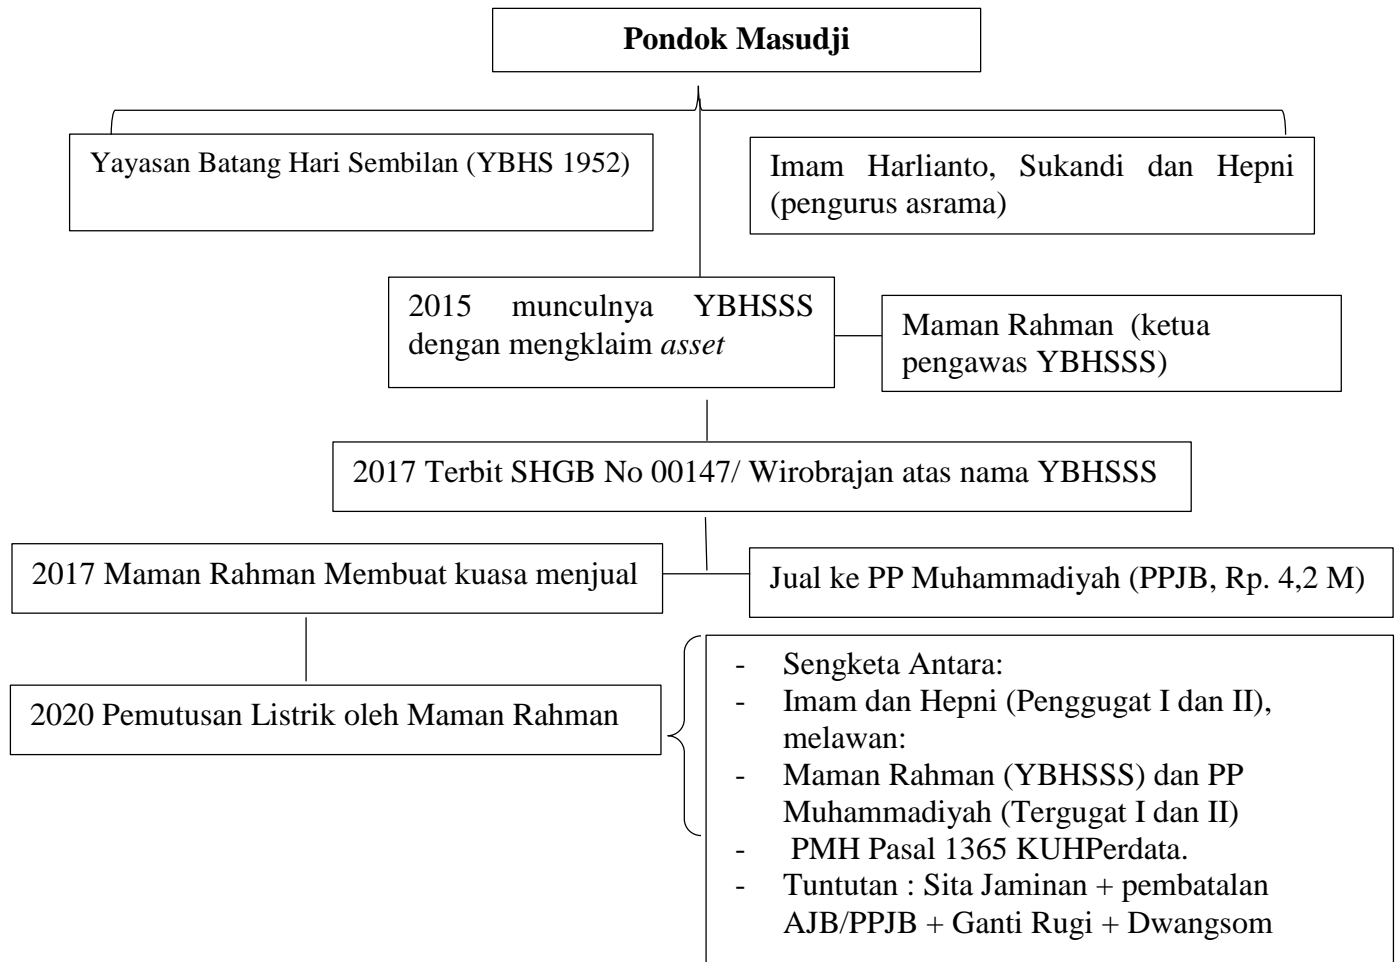 Pondok Masudji
Yayasan Batang Hari Sembilan (YBHS 1952)
Imam Harlianto, Sukandi dan Hepni
(pengurus asrama)
2015 munculnya YBHSSS
dengan mengklaim asset
Maman Rahman (ketua
pengawas YBHSSS)
2017 Terbit SHGB No 00147/ Wirobrajan atas nama YBHSSS
2017 Maman Rahman Membuat kuasa menjual
Jual ke PP Muhammadiyah (PPJB, Rp. 4,2 M)
2020 Pemutusan Listrik oleh Maman Rahman
- Sengketa Antara:
- Imam dan Hepni (Penggugat I dan II),
melawan:
- Maman Rahman (YBHSSS) dan PP
Muhammadiyah (Tergugat I dan II)
- PMH Pasal 1365 KUHPerdata.
- Tuntutan : Sita Jaminan + pembatalan
AJB/PPJB + Ganti Rugi + Dwangsom